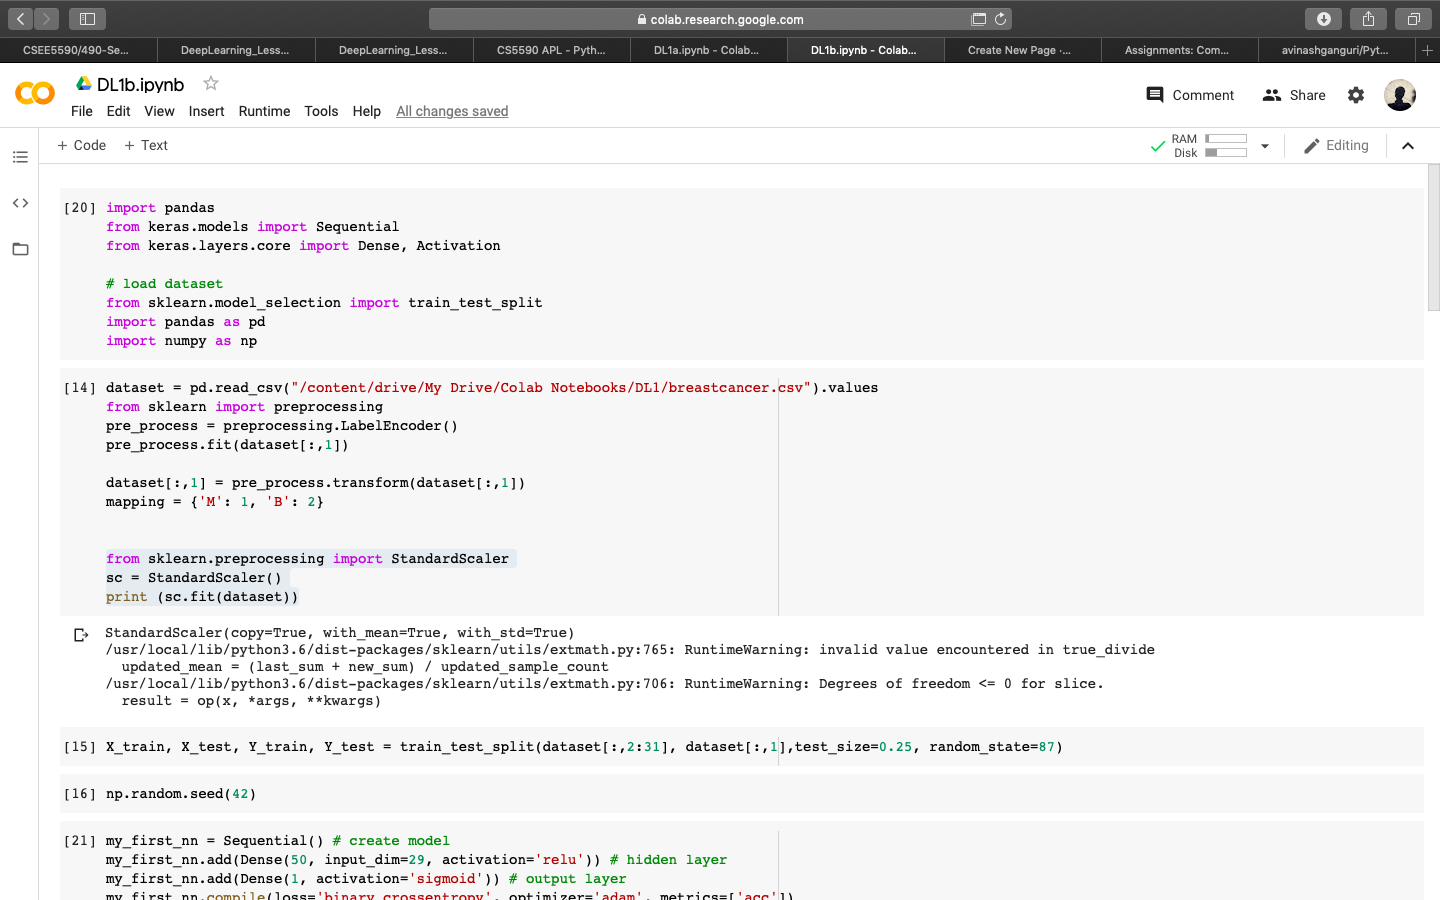 colab.research.google.com
CSEE5590/490-Se...
DeepLearning_Less...
DeepLearning_Less...
CS5590 APL - Pyth...
DL1a.ipynb - Colab...
DL1b.ipynb - Colab...
Create New Page ·...
Assignments: Com...
avinashganguri/Pyt...
DL1b.ipynb
File Edit View Insert Runtime Tools Help All changes saved
Comment
Share
+ Code + Text
RAM
Disk
Editing
[20] import pandas
from keras.models import Sequential
from keras.layers.core import Dense, Activation
# load dataset
from sklearn.model_selection import train_test_split
import pandas as pd
import numpy as np
[14] dataset = pd.read_csv("/content/drive/My Drive/Colab Notebooks/DL1/breastcancer.csv").values
from sklearn import preprocessing
pre_process = preprocessing.LabelEncoder()
pre_process.fit(dataset[:,1])
dataset[:,1] = pre_process.transform(dataset[:,1])
mapping = {'M': 1, 'B': 2}
from sklearn.preprocessing import StandardScaler
sc = StandardScaler()
print (sc.fit(dataset))
StandardScaler(copy=True, with_mean=True, with_std=True)
/usr/local/lib/python3.6/dist-packages/sklearn/utils/extmath.py:765: RuntimeWarning: invalid value encountered in true_divide
updated_mean = (last_sum + new_sum) / updated_sample_count
/usr/local/lib/python3.6/dist-packages/sklearn/utils/extmath.py:706: RuntimeWarning: Degrees of freedom <= 0 for slice.
result = op(x, *args, **kwargs)
[15] X_train, X_test, Y_train, Y_test = train_test_split(dataset[:,2:31], dataset[:,1],test_size=0.25, random_state=87)
[16] np.random.seed(42)
[21] my_first_nn = Sequential() # create model
my_first_nn.add(Dense(50, input_dim=29, activation='relu')) # hidden layer
my_first_nn.add(Dense(1, activation='sigmoid')) # output layer
my_first_nn.compile(loss='binary_crossentropy', optimizer='adam', metrics=['acc'])